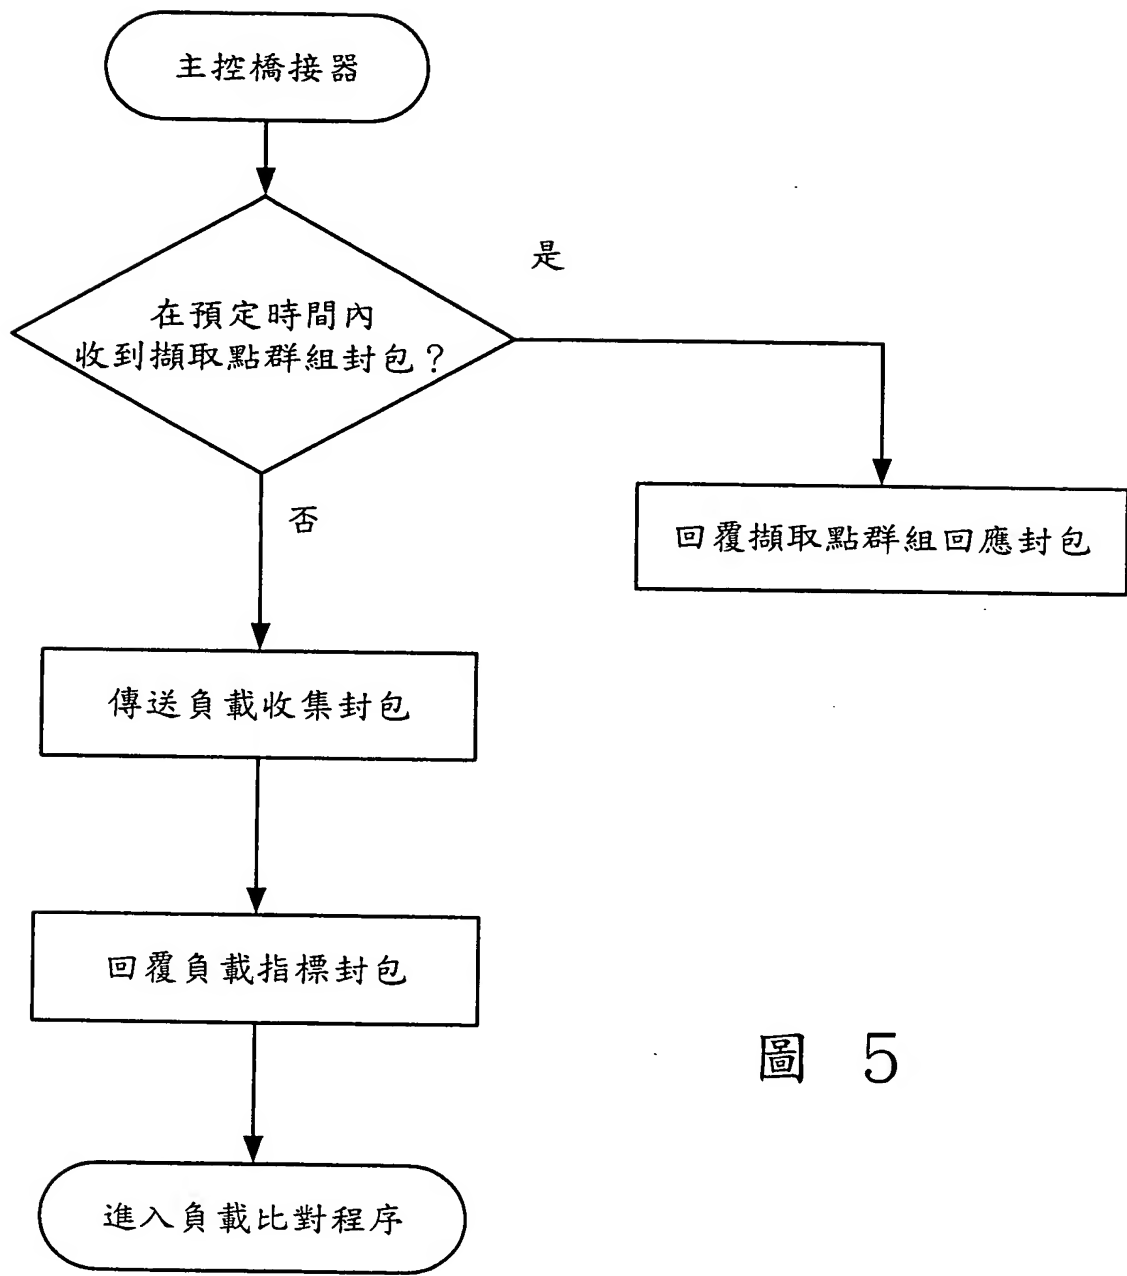 主控橋接器
是
在預定時間內
收到擷取點群組封包？
否
回覆擷取點群組回應封包
傳送負載收集封包
回覆負載指標封包
圖 5
進入負載比對程序